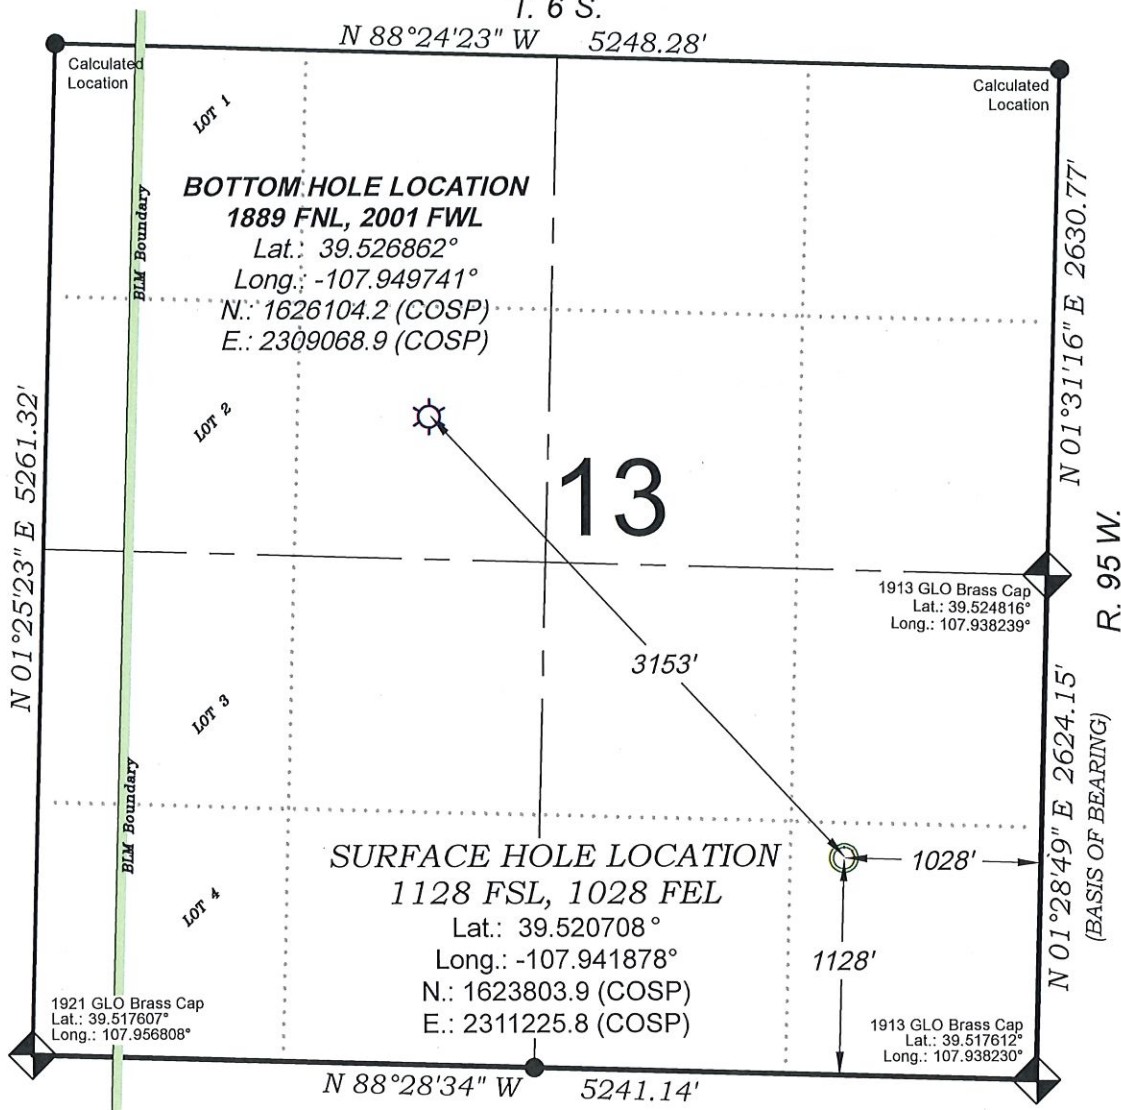 T. 6 S.
N 88°24'23" W 5248.28'
Calculated
Location
Calculated
Location
LOT 1
BLM Boundary
BOTTOM HOLE LOCATION
1889 FNL, 2001 FWL
Lat.: 39.526862°
Long.: -107.949741°
N.: 1626104.2 (COSP)
E.: 2309068.9 (COSP)
N 01°31'16" E 2630.77'
LOT 2
13
N 01°25'23" E 5261.32'
R. 95 W.
1913 GLO Brass Cap
Lat.: 39.524816°
Long.: 107.938239°
3153'
LOT 3
BLM Boundary
N 01°28'49" E 2624.15'
(BASIS OF BEARING)
SURFACE HOLE LOCATION
1128 FSL, 1028 FEL
Lat.: 39.520708°
Long.: -107.941878°
N.: 1623803.9 (COSP)
E.: 2311225.8 (COSP)
1028'
1128'
LOT 4
1921 GLO Brass Cap
Lat.: 39.517607°
Long.: 107.956808°
1913 GLO Brass Cap
Lat.: 39.517612°
Long.: 107.938230°
N 88°28'34" W 5241.14'